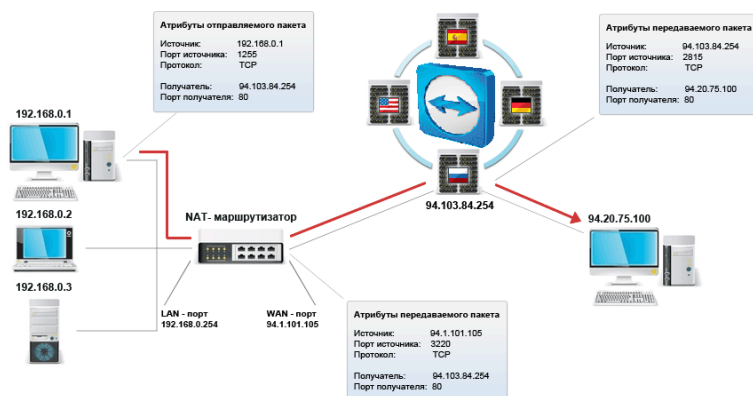 Атрибуты отправляемого пакета
Источник: 192.168.0.1
Порт источника: 1255
Протокол: TCP
Получатель: 94.103.84.254
Порт получателя: 80
Атрибуты передаваемого пакета
Источник: 94.103.84.254
Порт источника: 2815
Протокол: TCP
Получатель: 94.20.75.100
Порт получателя: 80
192.168.0.1
192.168.0.2
192.168.0.3
NAT- маршрутизатор
94.103.84.254
94.20.75.100
LAN - порт
192.168.0.254
WAN - порт
94.1.101.105
Атрибуты передаваемого пакета
Источник: 94.1.101.105
Порт источника: 3220
Протокол: TCP
Получатель: 94.103.84.254
Порт получателя: 80